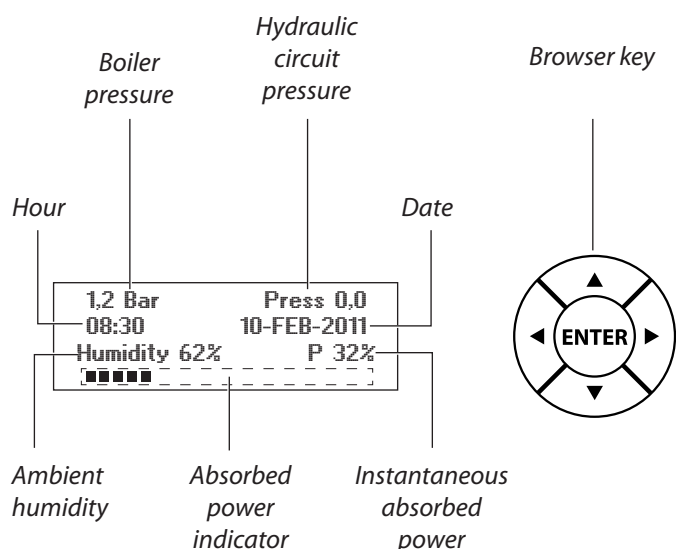 Boiler
pressure
Hydraulic
circuit
pressure
Browser key
Hour
Date
1,2 Bar
Press 0,0
08:30
10-FEB-2011
Humidity 62%
P 32%
ENTER
Ambient
humidity
Absorbed
power
indicator
Instantaneous
absorbed
power